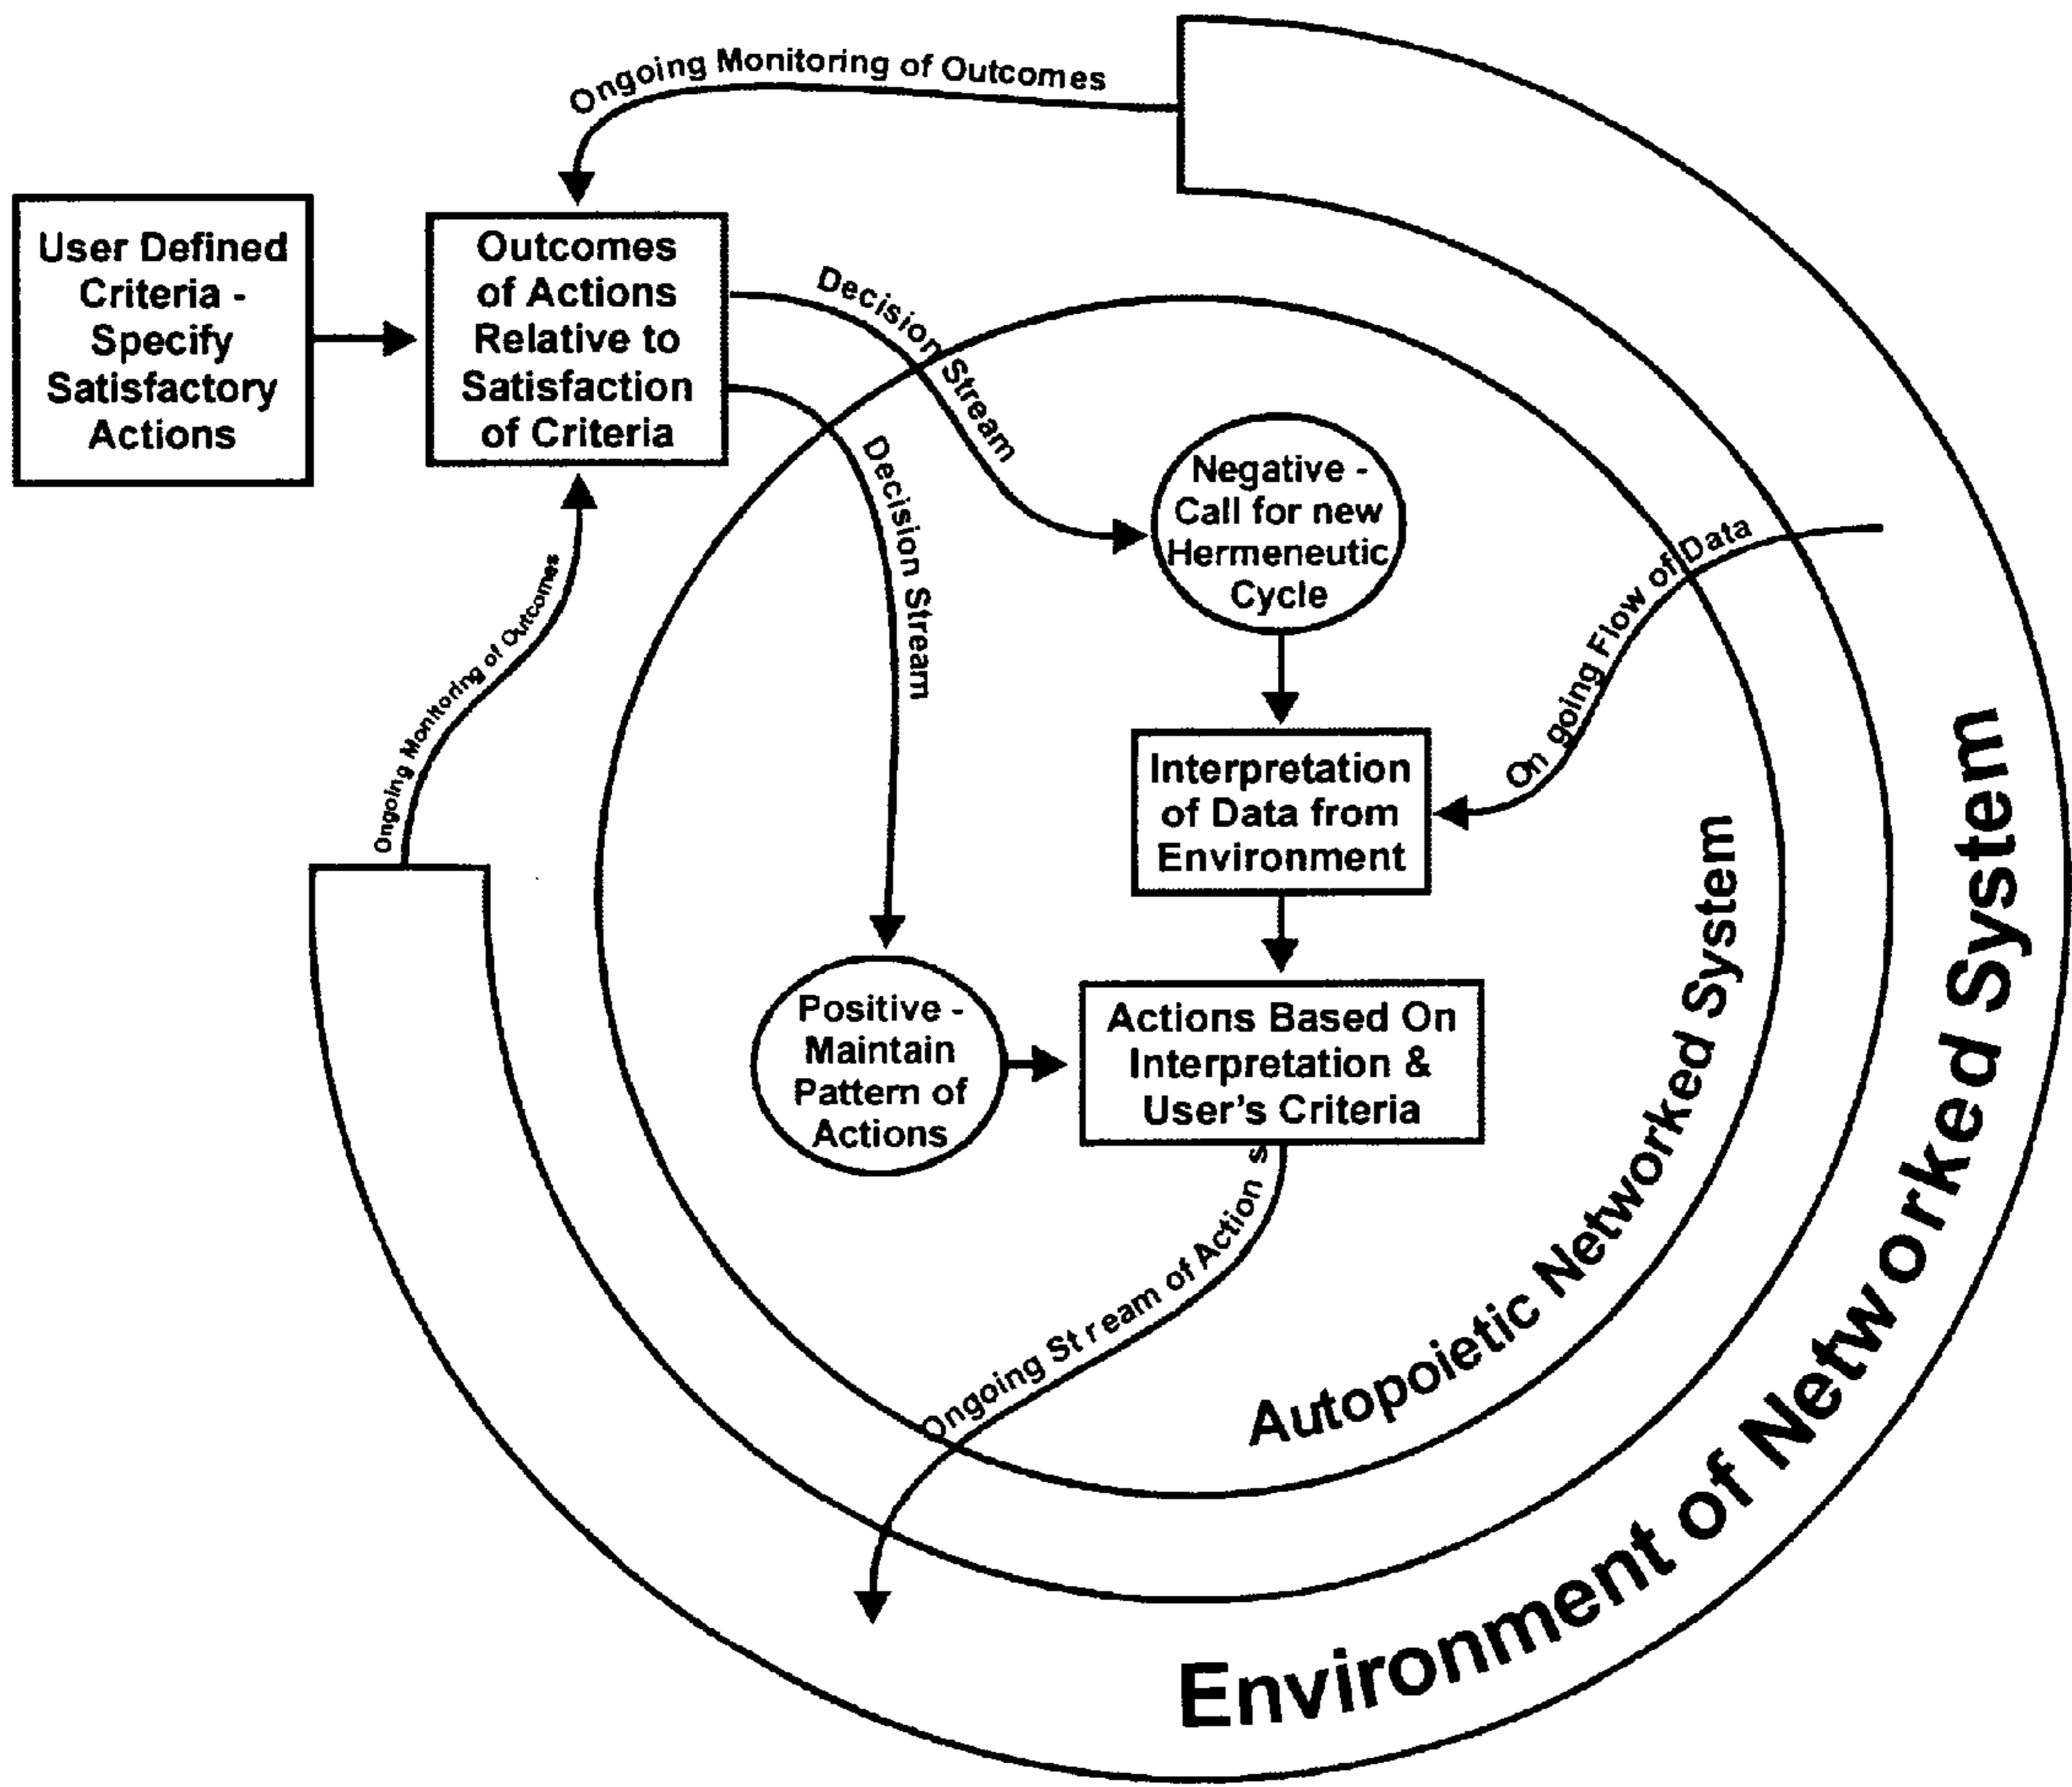 Ongoing Monitoring of Outcomes
User Defined
Criteria -
Specify
Satisfactory
Actions
Outcomes
of Actions
Relative to
Satisfaction
of Criteria
Decision Stream
Decision Stream
Negative -
Call for new
Hermeneutic
Cycle
On going Flow of Data
Ongoing Monitoring of Outcomes
Interpretation
of Data from
Environment
Positive -
Maintain
Pattern of
Actions
Actions Based On
Interpretation &
User's Criteria
Ongoing Stream of Action s
Autopoietic Networked System
Environment of Networked System